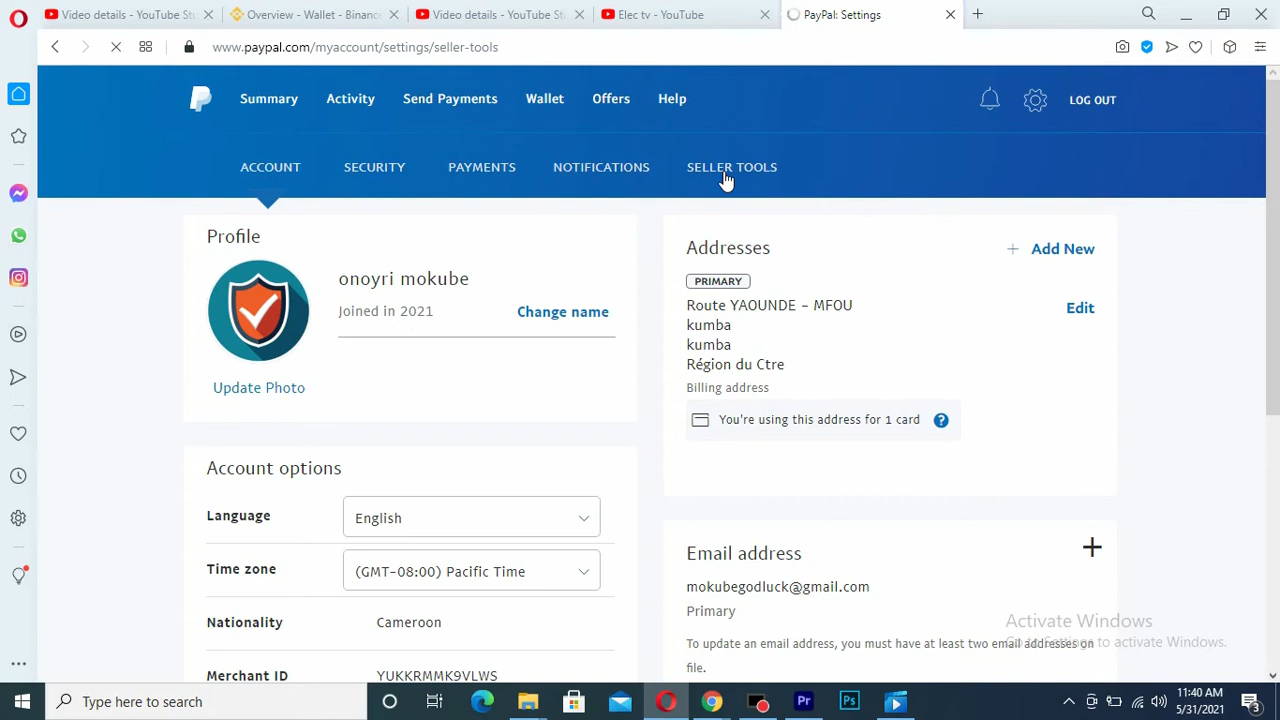 Video details - YouTube St
Overview - Wallet - Binanc
Video details - YouTube St
Elec tv - YouTube
PayPal: Settings
www.paypal.com/myaccount/settings/seller-tools
Summary Activity Send Payments Wallet Offers Help LOG OUT
ACCOUNT SECURITY PAYMENTS NOTIFICATIONS SELLER TOOLS
Profile
onoyri mokube
Joined in 2021
Change name
Update Photo
Account options
Language English
Time zone (GMT-08:00) Pacific Time
Nationality Cameroon
Merchant ID YUKKRMMK9VLWS
Addresses
+ Add New
PRIMARY
Route YAOUNDE - MFOU
Edit
kumba
kumba
Région du Ctre
Billing address
You're using this address for 1 card ?
Email address
mokubegodluck@gmail.com
Primary
To update an email address, you must have at least two email addresses on
file.
Activate Windows
Go to Settings to activate Windows.
Type here to search
Pr
Ps
11:40 AM
5/31/2021
3